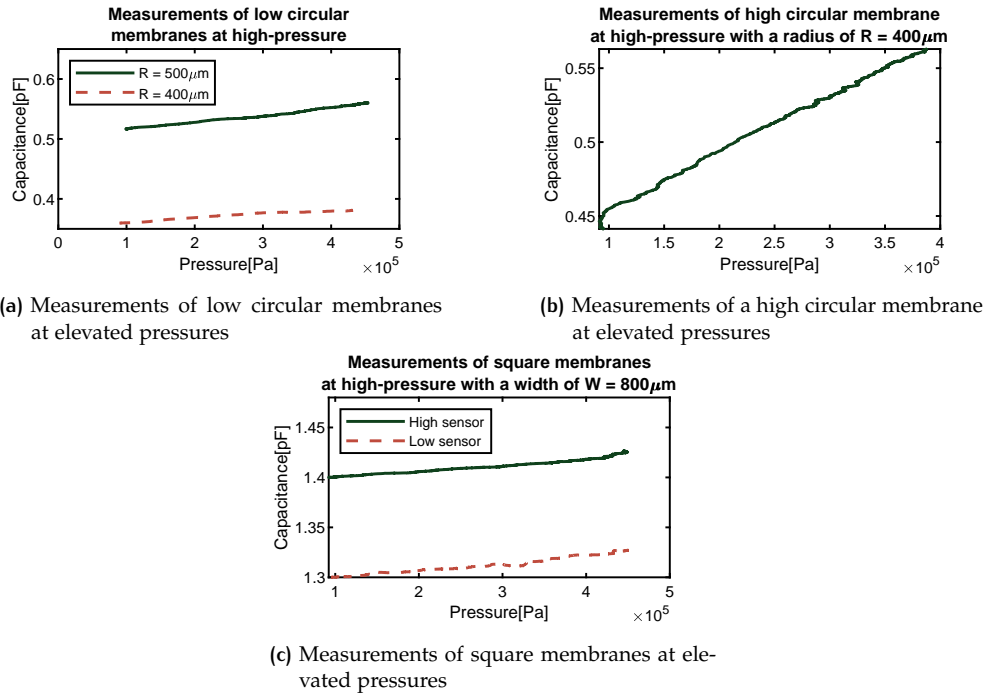 Measurements of low circular
membranes at high-pressure
R = 500μm
R = 400μm
Capacitance[pF]
0.6
0.5
0.4
0
1
2
3
4
5
Pressure[Pa]
×10⁵
(a) Measurements of low circular membranes
at elevated pressures
Measurements of high circular membrane
at high-pressure with a radius of R = 400μm
Capacitance[pF]
0.55
0.5
0.45
1
1.5
2
2.5
3
3.5
4
Pressure[Pa]
×10⁵
(b) Measurements of a high circular membrane
at elevated pressures
Measurements of square membranes
at high-pressure with a width of W = 800μm
High sensor
Low sensor
Capacitance[pF]
1.45
1.4
1.35
1.3
1
2
3
4
5
Pressure[Pa]
×10⁵
(c) Measurements of square membranes at ele-
vated pressures